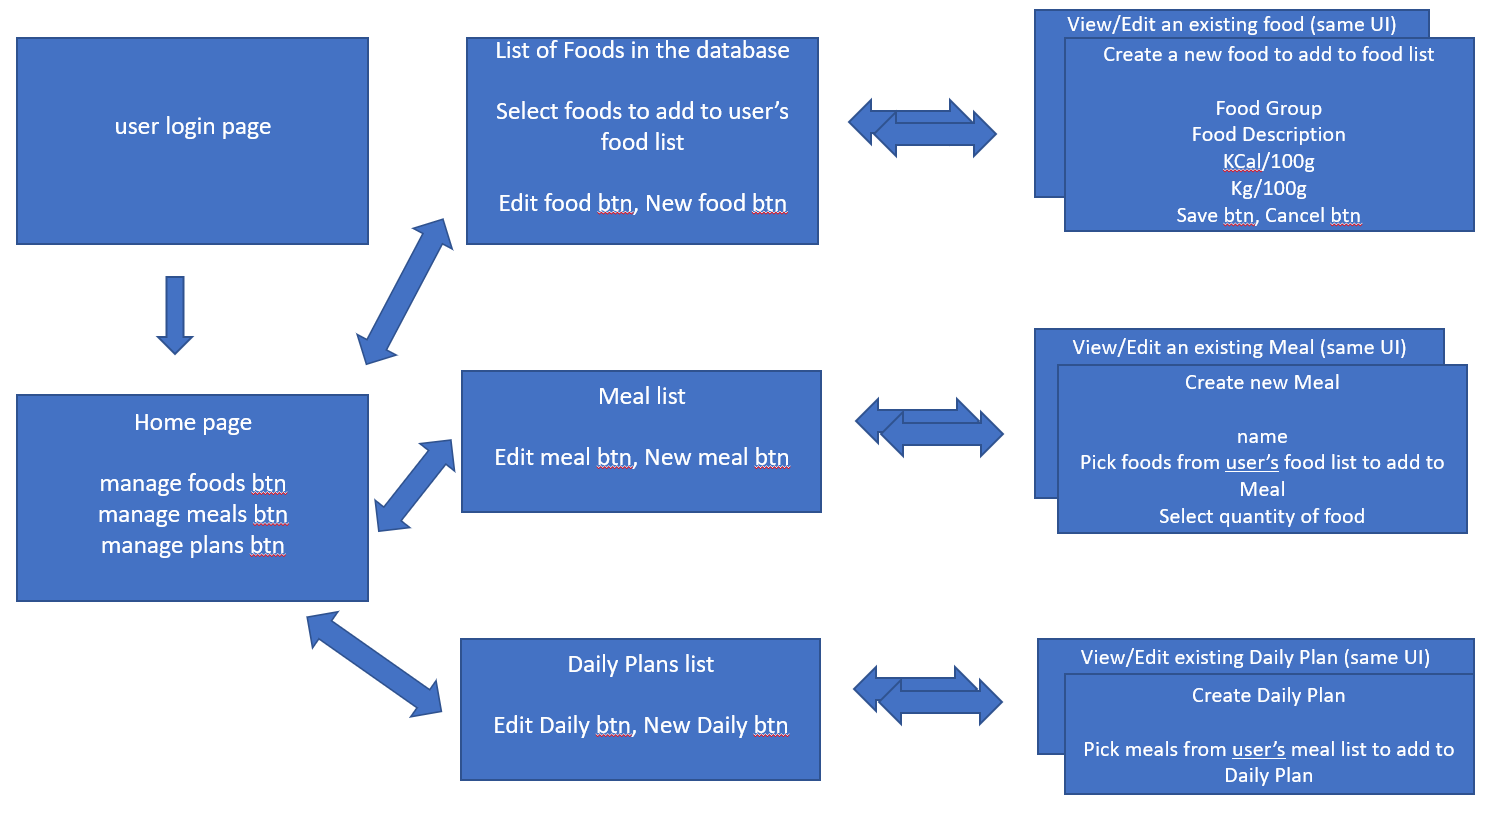 user login page
List of Foods in the database
Select foods to add to user’s
food list
Edit food btn, New food btn
View/Edit an existing food (same UI)
Create a new food to add to food list
Food Group
Food Description
KCal/100g
Kg/100g
Save btn, Cancel btn
Home page
manage foods btn
manage meals btn
manage plans btn
Meal list
Edit meal btn, New meal btn
View/Edit an existing Meal (same UI)
Create new Meal
name
Pick foods from user’s food list to add to
Meal
Select quantity of food
Daily Plans list
Edit Daily btn, New Daily btn
View/Edit existing Daily Plan (same UI)
Create Daily Plan
Pick meals from user’s meal list to add to
Daily Plan